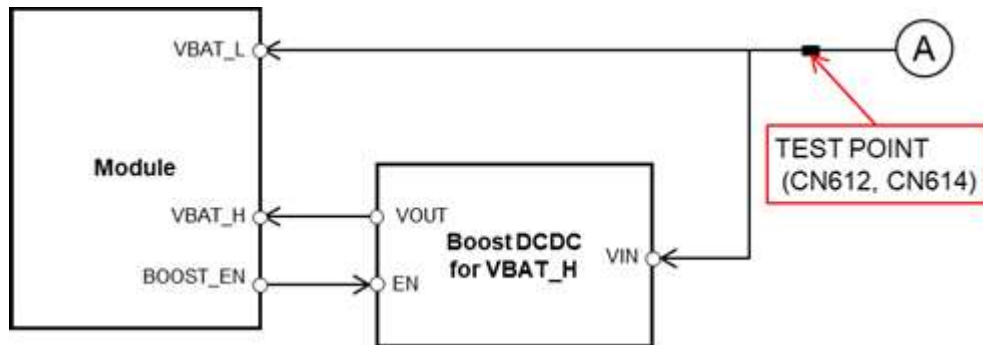 VBAT_L
A
TEST POINT
(CN612, CN614)
Module
VBAT_H
VOUT
Boost DCDC
for VBAT_H
VIN
BOOST_EN
EN